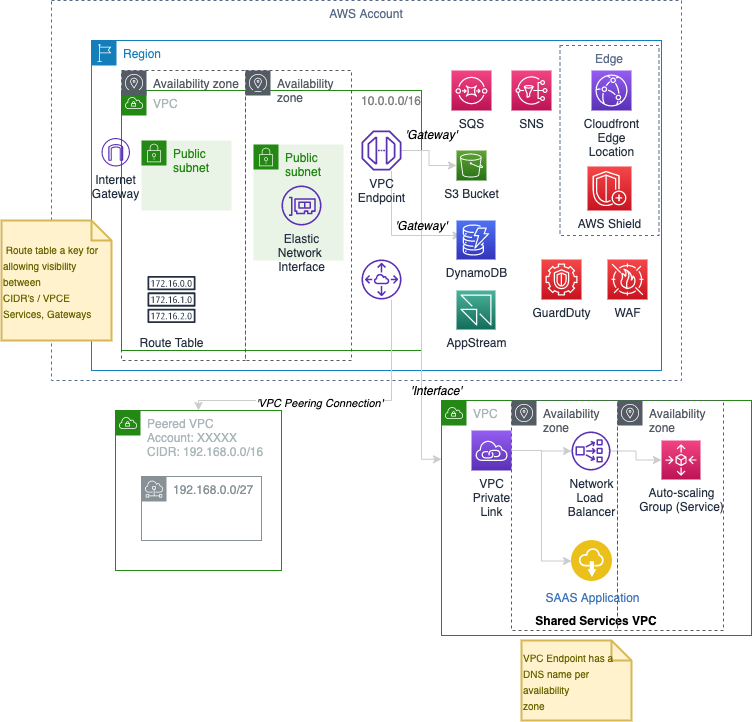 AWS Account
Region
Availability zone
Availability
zone
VPC
10.0.0.0/16
Edge
SQS
SNS
Cloudfront
Edge
Location
'Gateway'
Internet
Gateway
Public
subnet
Public
subnet
VPC
Endpoint
S3 Bucket
AWS Shield
Elastic
Network
Interface
'Gateway'
DynamoDB
Route table a key for
allowing visibility
between
CIDR's / VPCE
Services, Gateways
172.16.0.0
172.16.1.0
172.16.2.0
Route Table
GuardDuty
WAF
AppStream
'Interface'
'VPC Peering Connection'
Peered VPC
Account: XXXXX
CIDR: 192.168.0.0/16
192.168.0.0/27
VPC
Availability
zone
Availability
zone
VPC
Private
Link
Network
Load
Balancer
Auto-scaling
Group (Service)
SAAS Application
Shared Services VPC
VPC Endpoint has a
DNS name per
availability
zone